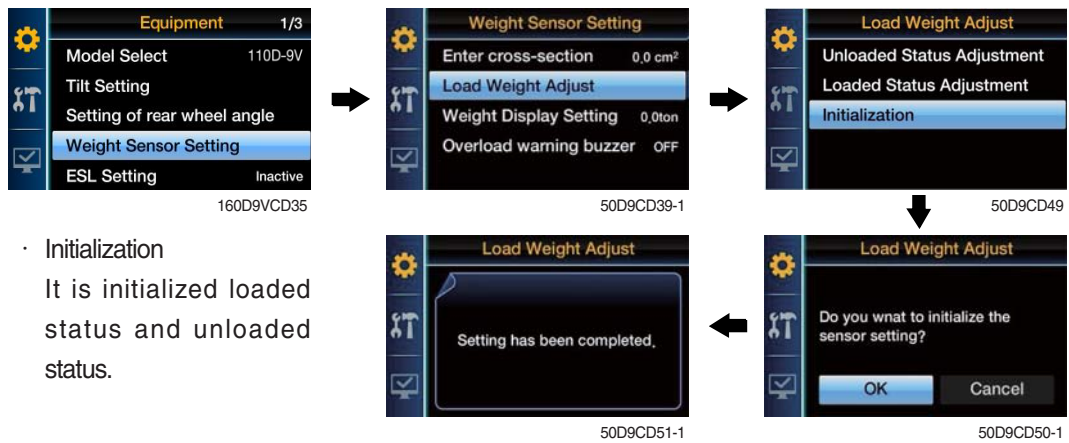 Equipment 1/3
Model Select 110D-9V
Tilt Setting
Setting of rear wheel angle
Weight Sensor Setting
ESL Setting Inactive
160D9VCD35
Weight Sensor Setting
Enter cross-section 0.0 cm²
Load Weight Adjust
Weight Display Setting 0.0ton
Overload warning buzzer OFF
50D9CD39-1
Load Weight Adjust
Unloaded Status Adjustment
Loaded Status Adjustment
Initialization
50D9CD49
· Initialization
It is initialized loaded
status and unloaded
status.
Load Weight Adjust
Setting has been completed.
50D9CD51-1
Load Weight Adjust
Do you wnat to initialize the
sensor setting?
OK Cancel
50D9CD50-1